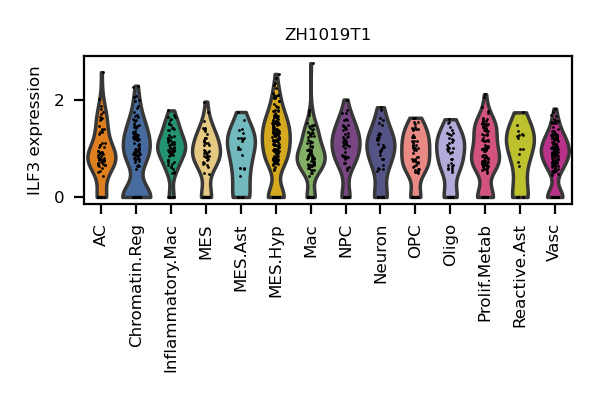 ZH1019T1
ILF3 expression
2
0
AC
Chromatin.Reg
Inflammatory.Mac
MES
MES.Ast
MES.Hyp
Mac
NPC
Neuron
OPC
Oligo
Prolif.Metab
Reactive.Ast
Vasc